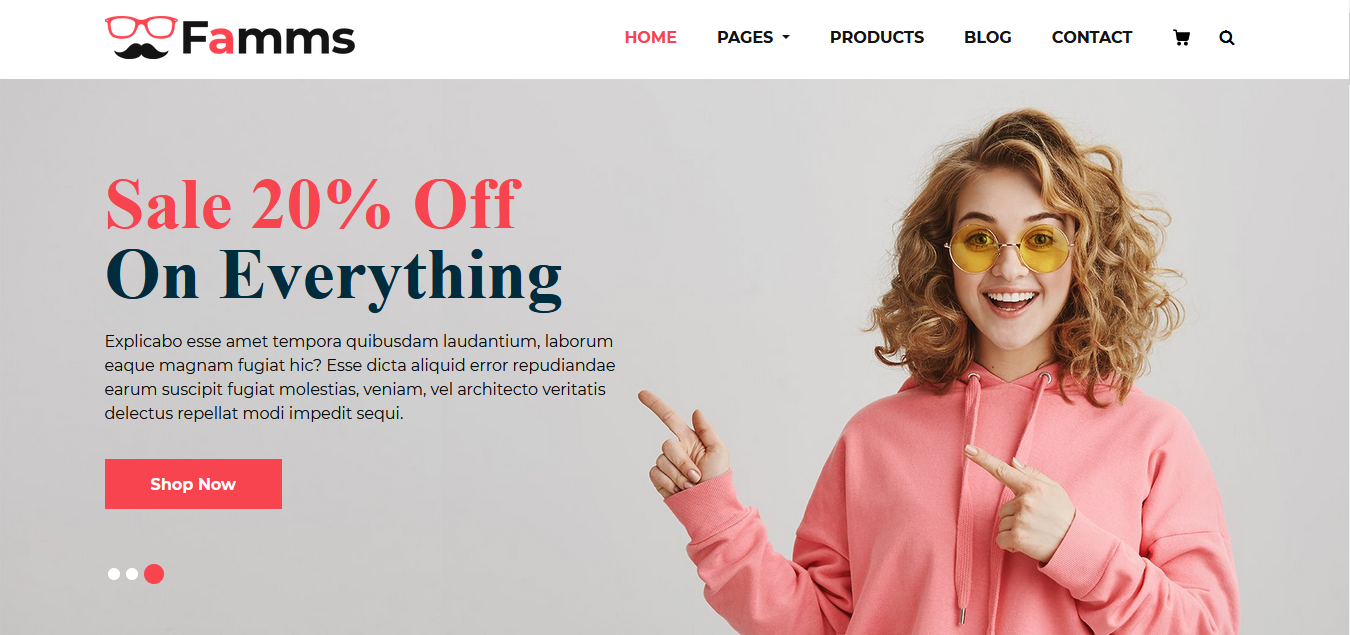 Famms
HOME PAGES PRODUCTS BLOG CONTACT
Sale 20% Off
On Everything
Explicabo esse amet tempora quibusdam laudantium, laborum
eaque magnam fugiat hic? Esse dicta aliquid error repudiandae
earum suscipit fugiat molestias, veniam, vel architecto veritatis
delectus repellat modi impedit sequi.
Shop Now